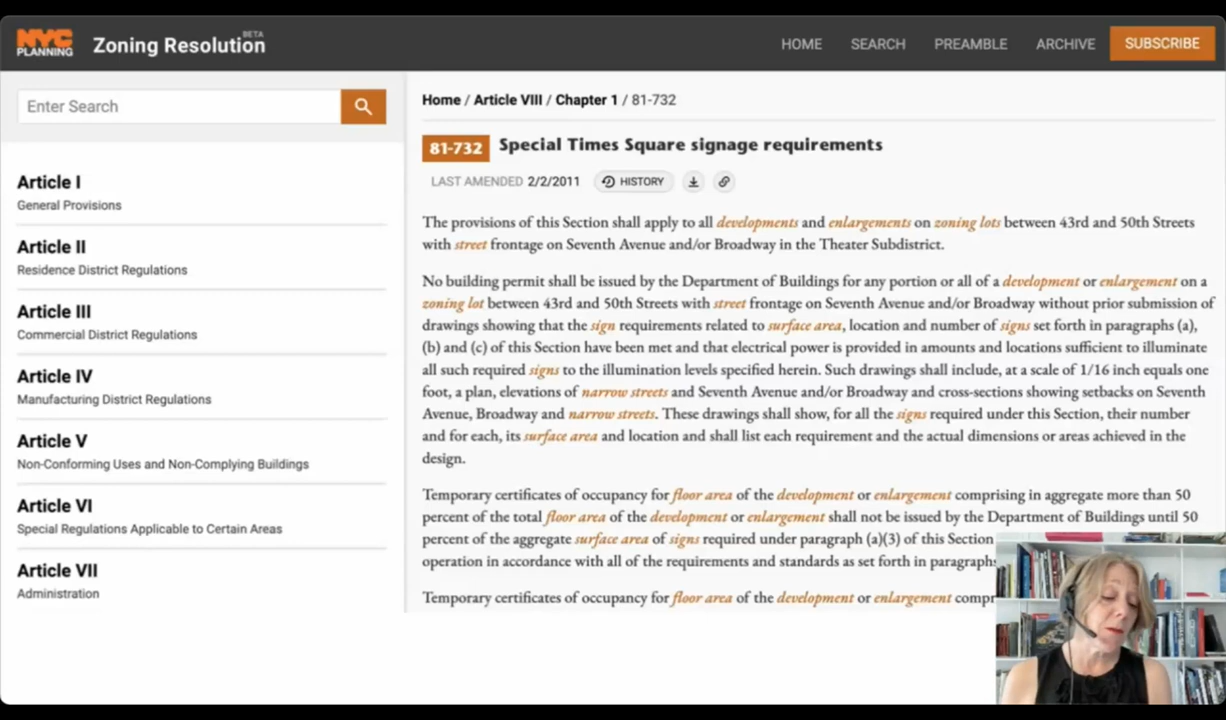 NYC
PLANNING
Zoning Resolution
BETA
HOME
SEARCH
PREAMBLE
ARCHIVE
SUBSCRIBE
Enter Search
Article I
General Provisions
Article II
Residence District Regulations
Article III
Commercial District Regulations
Article IV
Manufacturing District Regulations
Article V
Non-Conforming Uses and Non-Complying Buildings
Article VI
Special Regulations Applicable to Certain Areas
Article VII
Administration
Home / Article VIII / Chapter 1 / 81-732
81-732 Special Times Square signage requirements
LAST AMENDED 2/2/2011 HISTORY
The provisions of this Section shall apply to all developments and enlargements on zoning lots between 43rd and 50th Streets
with street frontage on Seventh Avenue and/or Broadway in the Theater Subdistrict.
No building permit shall be issued by the Department of Buildings for any portion or all of a development or enlargement on a
zoning lot between 43rd and 50th Streets with street frontage on Seventh Avenue and/or Broadway without prior submission of
drawings showing that the sign requirements related to surface area, location and number of signs set forth in paragraphs (a),
(b) and (c) of this Section have been met and that electrical power is provided in amounts and locations sufficient to illuminate
all such required signs to the illumination levels specified herein. Such drawings shall include, at a scale of 1/16 inch equals one
foot, a plan, elevations of narrow streets and Seventh Avenue and/or Broadway and cross-sections showing setbacks on Seventh
Avenue, Broadway and narrow streets. These drawings shall show, for all the signs required under this Section, their number
and for each, its surface area and location and shall list each requirement and the actual dimensions or areas achieved in the
design.
Temporary certificates of occupancy for floor area of the development or enlargement comprising in aggregate more than 50
percent of the total floor area of the development or enlargement shall not be issued by the Department of Buildings until 50
percent of the aggregate surface area of signs required under paragraph (a)(3) of this Section
operation in accordance with all of the requirements and standards as set forth in paragraphs
Temporary certificates of occupancy for floor area of the development or enlargement compr